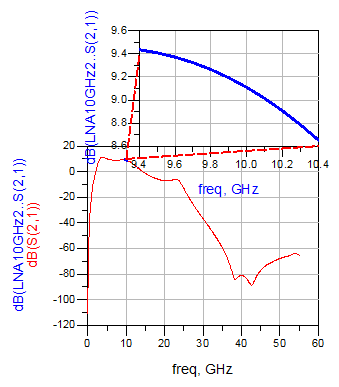 dB(LNA10GHz2..S(2,1))
9.6
9.4
9.2
9.0
8.8
8.6
9.4 9.6 9.8 10.0 10.2 10.4
freq, GHz
dB(LNA10GHz2..S(2,1))
dB(S(2,1))
20
0
-20
-40
-60
-80
-100
-120
0 10 20 30 40 50 60
freq, GHz